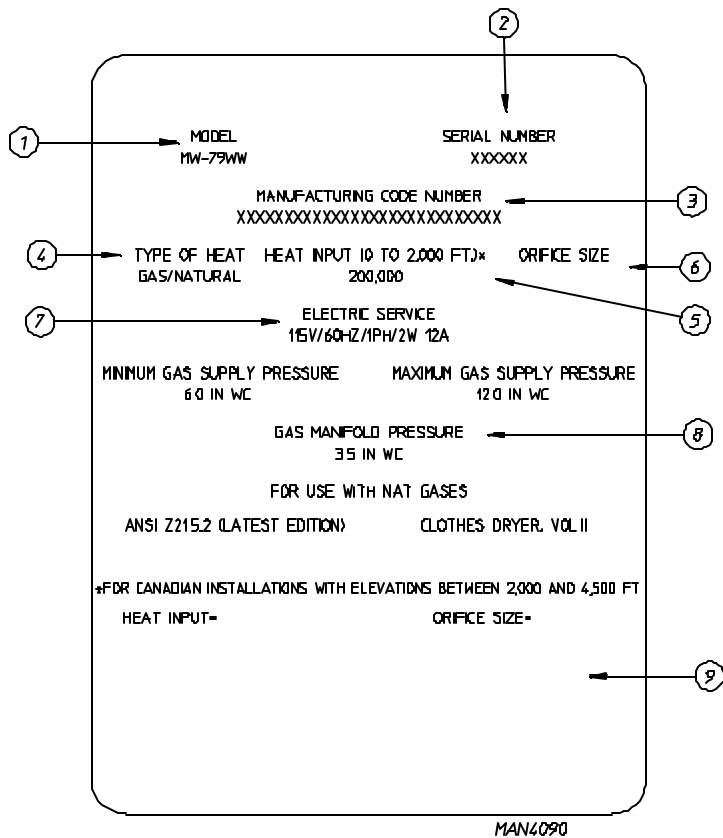 2
1
MODEL
SERIAL NUMBER
MW-79WW
XXXXXX
MANUFACTURING CODE NUMBER
3
XXXXXXXXXXXXXXXXXXXXXXXXXXX
4
TYPE OF HEAT
HEAT INPUT (0 TO 2,000 FT.)*
ORIFICE SIZE
6
GAS/NATURAL
200,000
5
7
ELECTRIC SERVICE
115V/60HZ/1PH/2W 12A
MINIMUM GAS SUPPLY PRESSURE
MAXIMUM GAS SUPPLY PRESSURE
6.0 IN WC
12.0 IN WC
GAS MANIFOLD PRESSURE
8
3.5 IN WC
FOR USE WITH NAT GASES
ANSI Z21.5.2 (LATEST EDITION)
CLOTHES DRYER, VOL II
*FOR CANADIAN INSTALLATIONS WITH ELEVATIONS BETWEEN 2,000 AND 4,500 FT
HEAT INPUT=
ORIFICE SIZE=
9
MAN4090